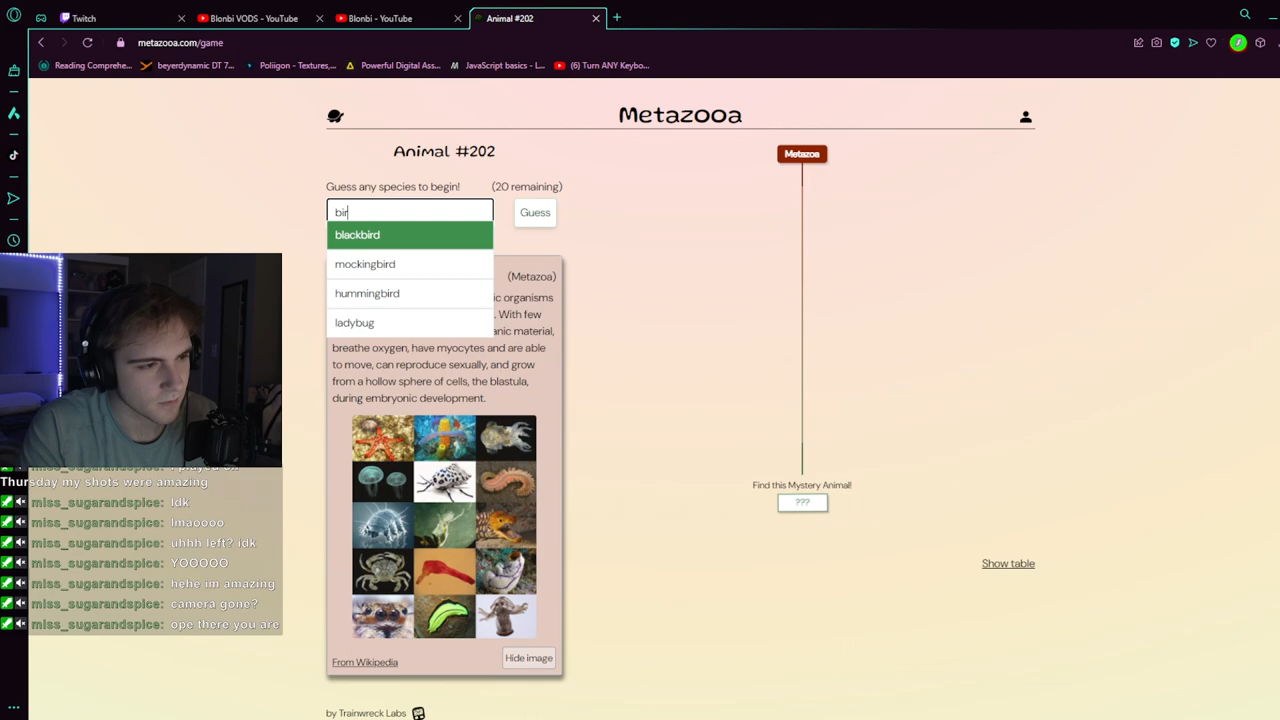 Twitch
Blonbi VODS - YouTube
Blonbi - YouTube
Animal #202
metazooa.com/game
Reading Comprehe...
beyerdynamic DT 7...
Poliigon - Textures,...
Powerful Digital Ass...
JavaScript basics - L...
(6) Turn ANY Keybo...
Metazooa
Animal #202
Guess any species to begin!
(20 remaining)
bir
Guess
blackbird
mockingbird
hummingbird
ladybug
(Metazoa)
ic organisms
. With few
anic material,
breathe oxygen, have myocytes and are able
to move, can reproduce sexually, and grow
from a hollow sphere of cells, the blastula,
during embryonic development.
From Wikipedia
Hide image
by Trainwreck Labs
Metazoa
Find this Mystery Animal!
???
Show table
Thursday my shots were amazing
miss_sugarandspice: Idk
miss_sugarandspice: lmaoooo
miss_sugarandspice: uhhh left? idk
miss_sugarandspice: YOOOOO
miss_sugarandspice: hehe im amazing
miss_sugarandspice: camera gone?
miss_sugarandspice: ope there you are